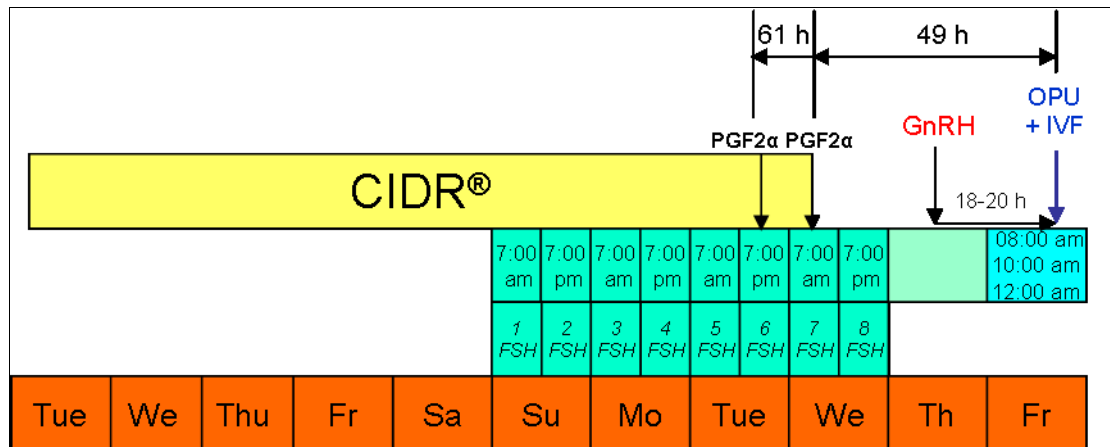 61 h
49 h
OPU
+ IVF
GnRH
PGF2α PGF2α
CIDR®
18-20 h
7:00 7:00 7:00 7:00 7:00 7:00 7:00 7:00
am pm am pm am pm am pm
08:00 am
10:00 am
12:00 am
1 2 3 4 5 6 7 8
FSH FSH FSH FSH FSH FSH FSH FSH
Tue We Thu Fr Sa Su Mo Tue We Th Fr